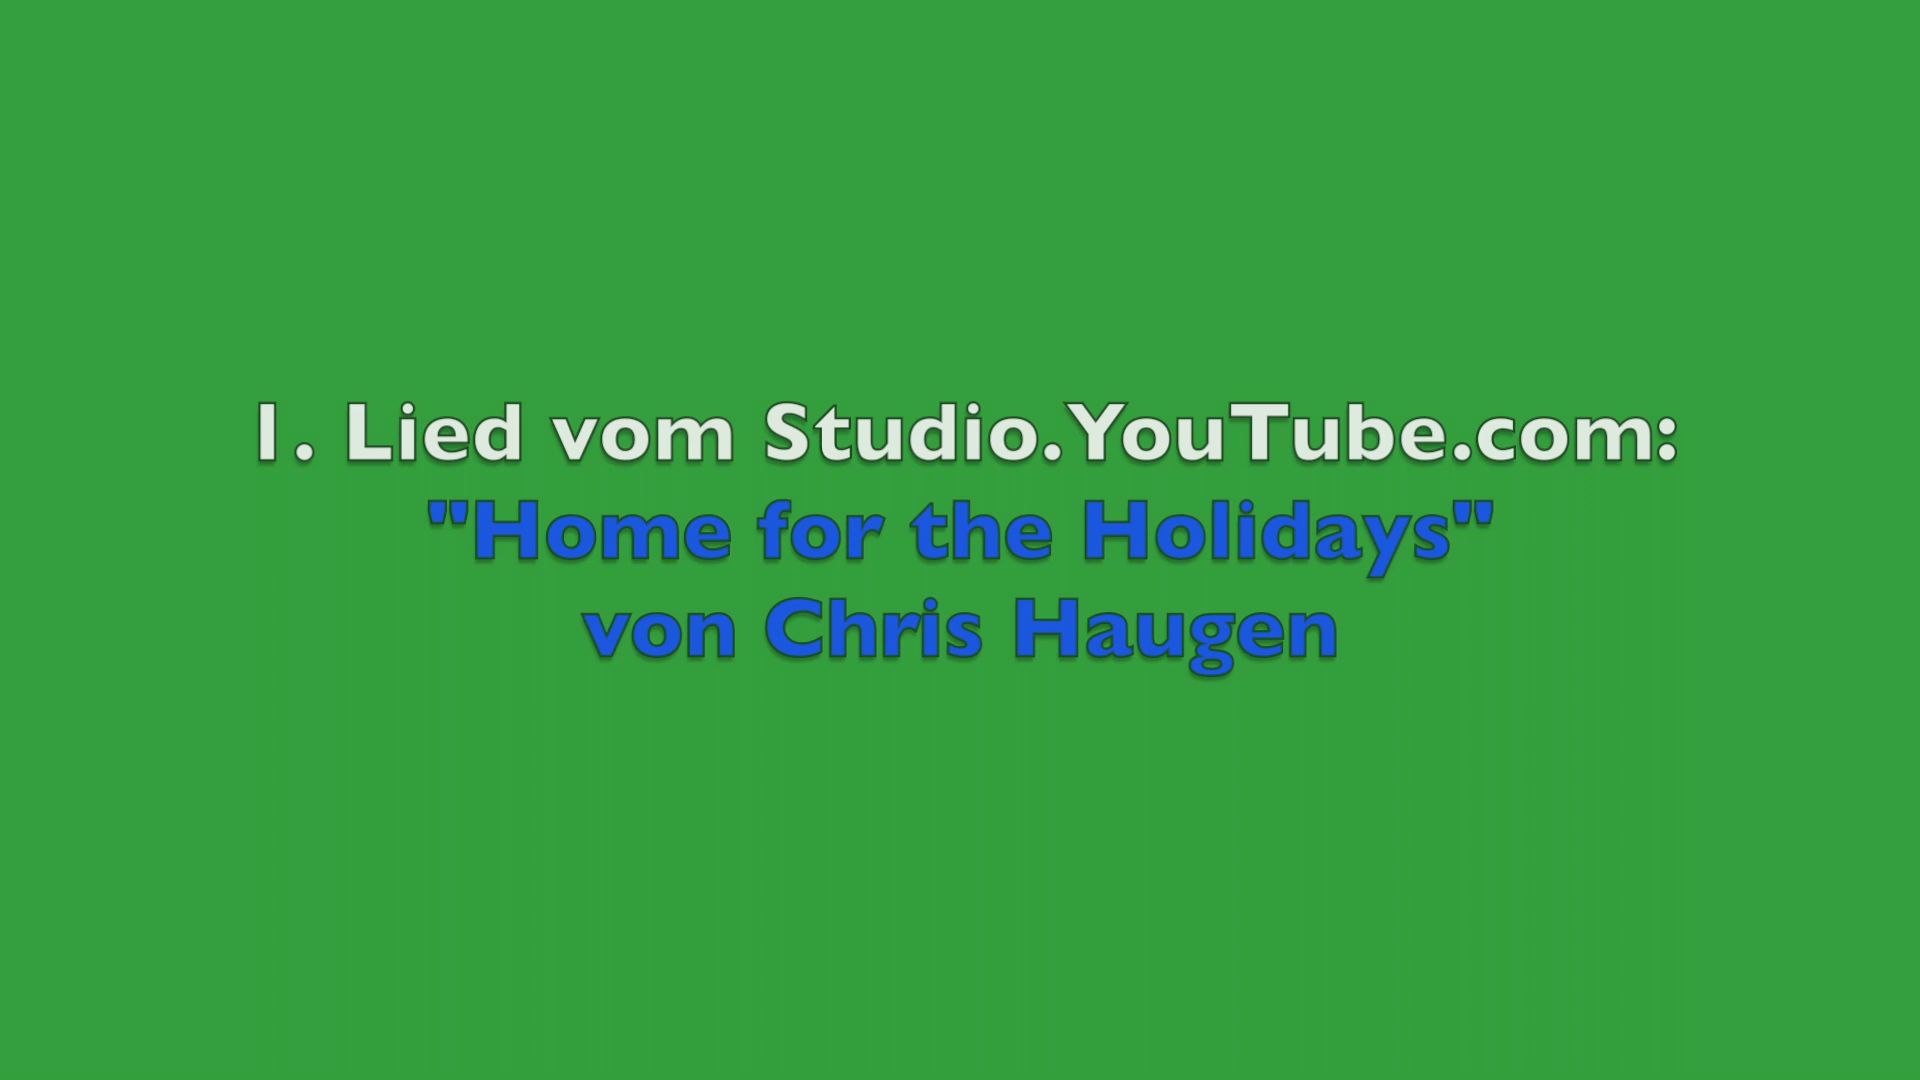 1. Lied vom Studio.YouTube.com:
"Home for the Holidays"
von Chris Haugen